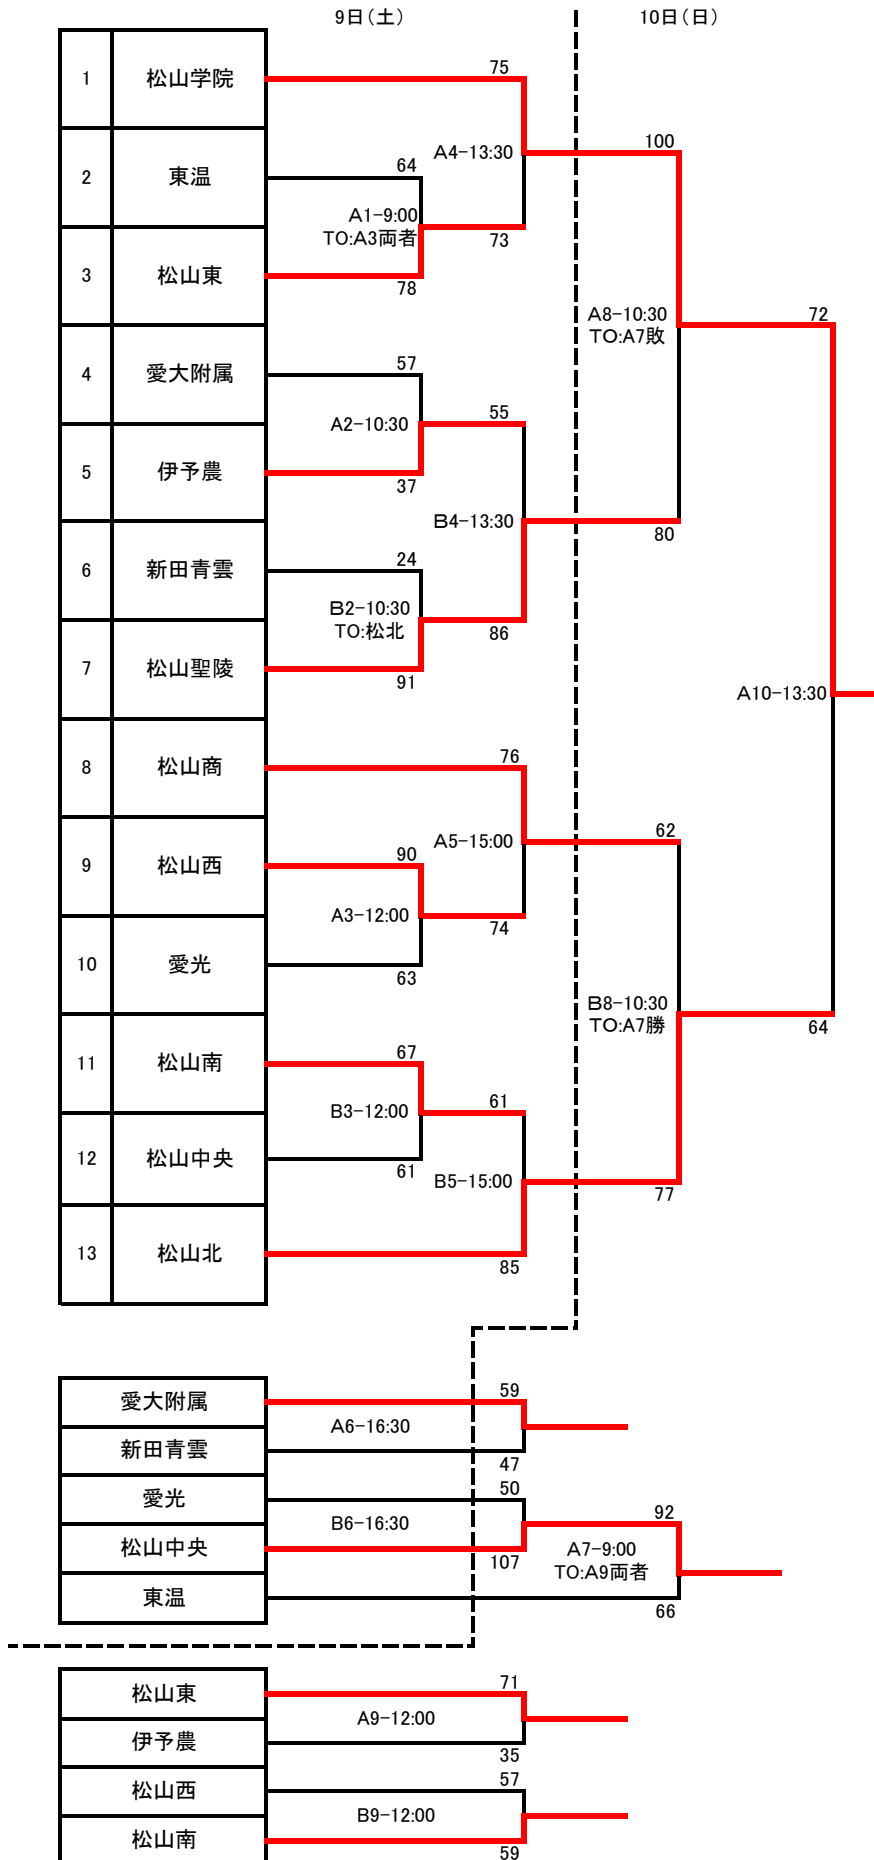 9日（土）
10日（日）
1 松山学院
75
100
A4-13:30
2 東温
64
A1-9:00
TO:A3両者
73
3 松山東
78
A8-10:30
TO:A7敗
72
4 愛大附属
57
55
A2-10:30
5 伊予農
37
B4-13:30
80
6 新田青雲
24
B2-10:30
TO:松北
86
7 松山聖陵
91
A10-13:30
8 松山商
76
A5-15:00
62
9 松山西
90
A3-12:00
74
10 愛光
63
B8-10:30
TO:A7勝
64
11 松山南
67
61
B3-12:00
12 松山中央
61
B5-15:00
77
13 松山北
85
愛大附属
59
A6-16:30
新田青雲
47
愛光
50
B6-16:30
92
松山中央
107
A7-9:00
TO:A9両者
東温
66
松山東
71
A9-12:00
伊予農
35
松山西
57
B9-12:00
松山南
59